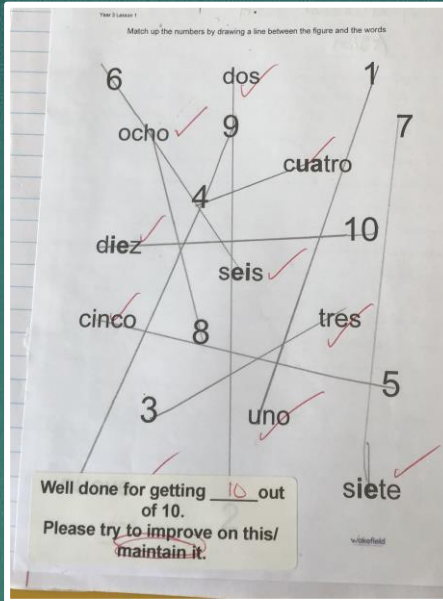 Year 3 Lesson 1
Match up the numbers by drawing a line between the figure and the words
6 dos 1
ocho 9 7
cuatro
4
diez 10
seis
cinco 8 tres
5
3 uno
siete
2
Well done for getting 10 out
of 10.
Please try to improve on this/
maintain it.
wakefield